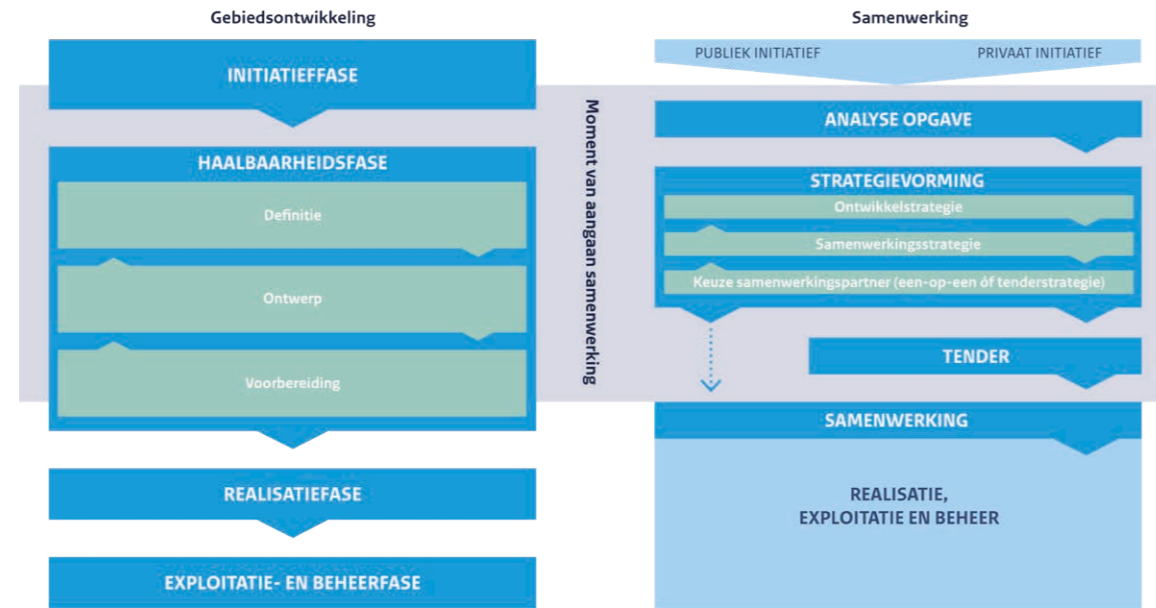 Gebiedsontwikkeling
INITIATIEFFASE
HAALBAARHEIDSFASE
Definitie
Ontwerp
Voorbereiding
REALISATIEFASE
EXPLOITATIE- EN BEHEERFASE
Moment van aangaan samenwerking
Samenwerking
PUBLIEK INITIATIEF
PRIVAAT INITIATIEF
ANALYSE OPGAVE
STRATEGIEVORMING
Ontwikkelstrategie
Samenwerkingsstrategie
Keuze samenwerkingspartner (een-op-een óf tenderstrategie)
TENDER
SAMENWERKING
REALISATIE,
EXPLOITATIE EN BEHEER